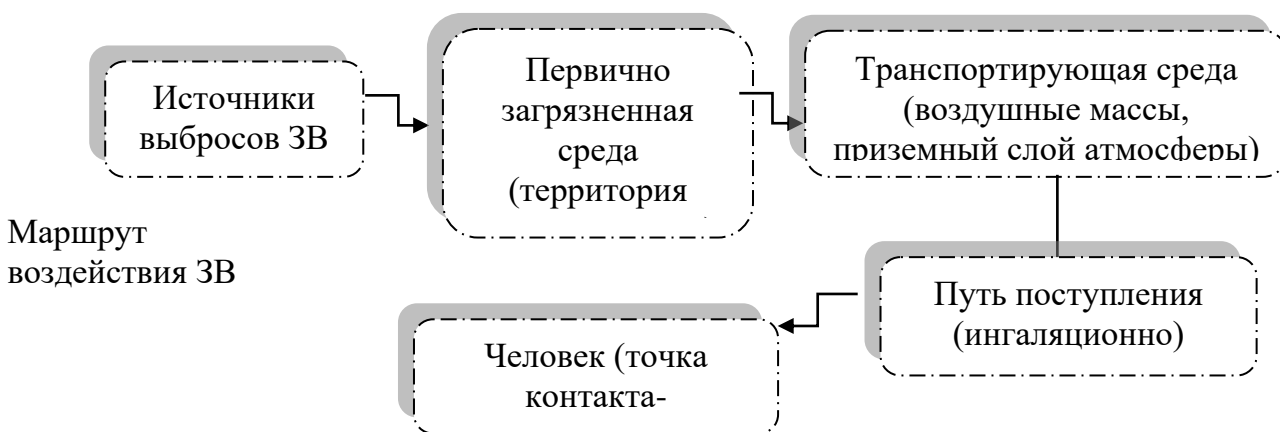 Источники
выбросов ЗВ
Первично
загрязненная
среда
(территория
Транспортирующая среда
(воздушные массы,
приземный слой атмосферы)
Маршрут
воздействия ЗВ
Путь поступления
(ингаляционно)
Человек (точка
контакта-